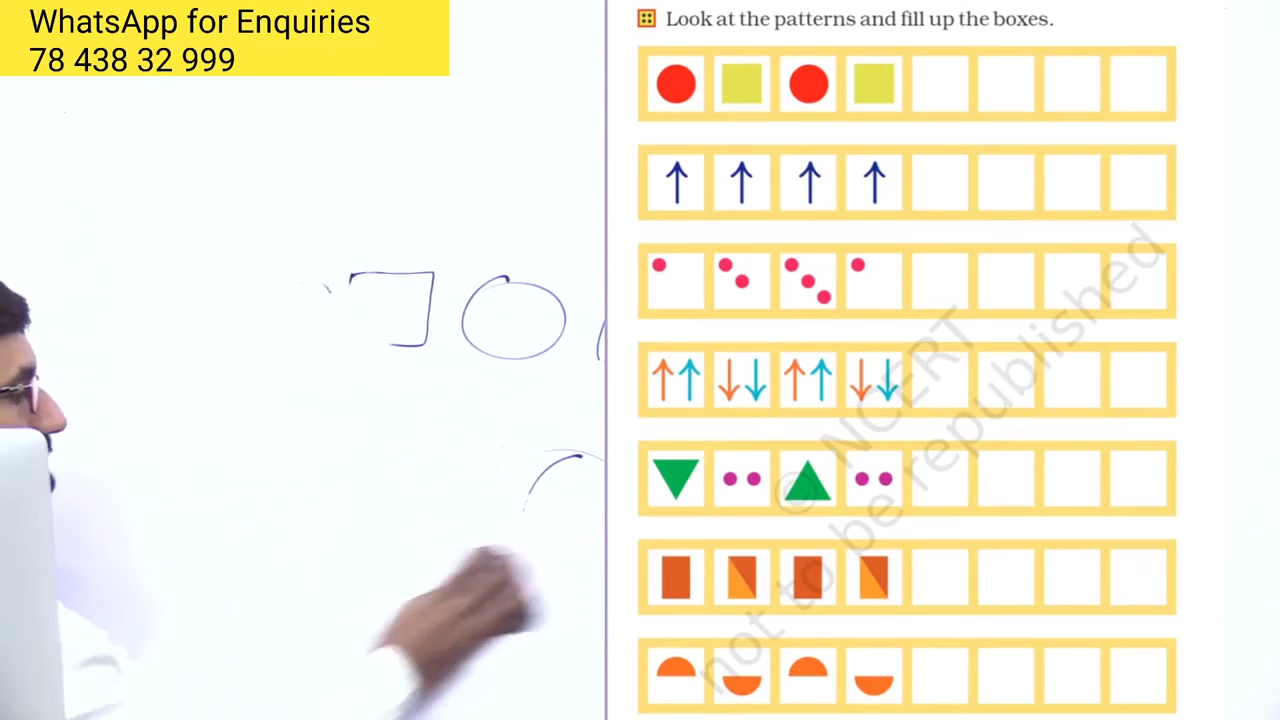 WhatsApp for Enquiries
78 438 32 999
Look at the patterns and fill up the boxes.
© NCERT
not to be republished